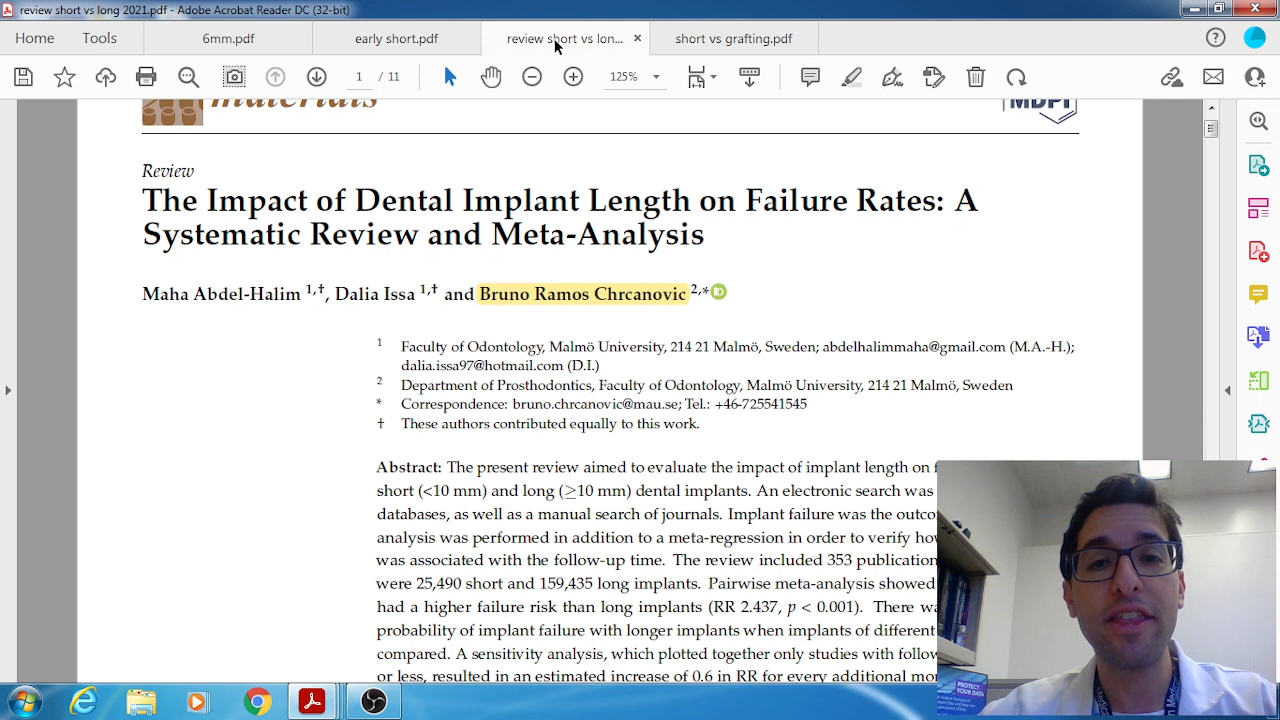 review short vs long 2021.pdf - Adobe Acrobat Reader DC (32-bit)
Home Tools 6mm.pdf early short.pdf review short vs lon... × short vs grafting.pdf
1 / 11 125%
materials MDPI
Review
The Impact of Dental Implant Length on Failure Rates: A
Systematic Review and Meta-Analysis
Maha Abdel-Halim 1,†, Dalia Issa 1,† and Bruno Ramos Chrcanovic 2,* iD
1 Faculty of Odontology, Malmö University, 214 21 Malmö, Sweden; abdelhalimmaha@gmail.com (M.A.-H.);
dalia.issa97@hotmail.com (D.I.)
2 Department of Prosthodontics, Faculty of Odontology, Malmö University, 214 21 Malmö, Sweden
* Correspondence: bruno.chrcanovic@mau.se; Tel.: +46-725541545
† These authors contributed equally to this work.
Abstract: The present review aimed to evaluate the impact of implant length on f
short (<10 mm) and long (≥10 mm) dental implants. An electronic search was
databases, as well as a manual search of journals. Implant failure was the outco
analysis was performed in addition to a meta-regression in order to verify ho
was associated with the follow-up time. The review included 353 publication
were 25,490 short and 159,435 long implants. Pairwise meta-analysis showed
had a higher failure risk than long implants (RR 2.437, p < 0.001). There wa
probability of implant failure with longer implants when implants of different
compared. A sensitivity analysis, which plotted together only studies with follow
or less, resulted in an estimated increase of 0.6 in RR for every additional mo
PROTECT
YOUR DATA